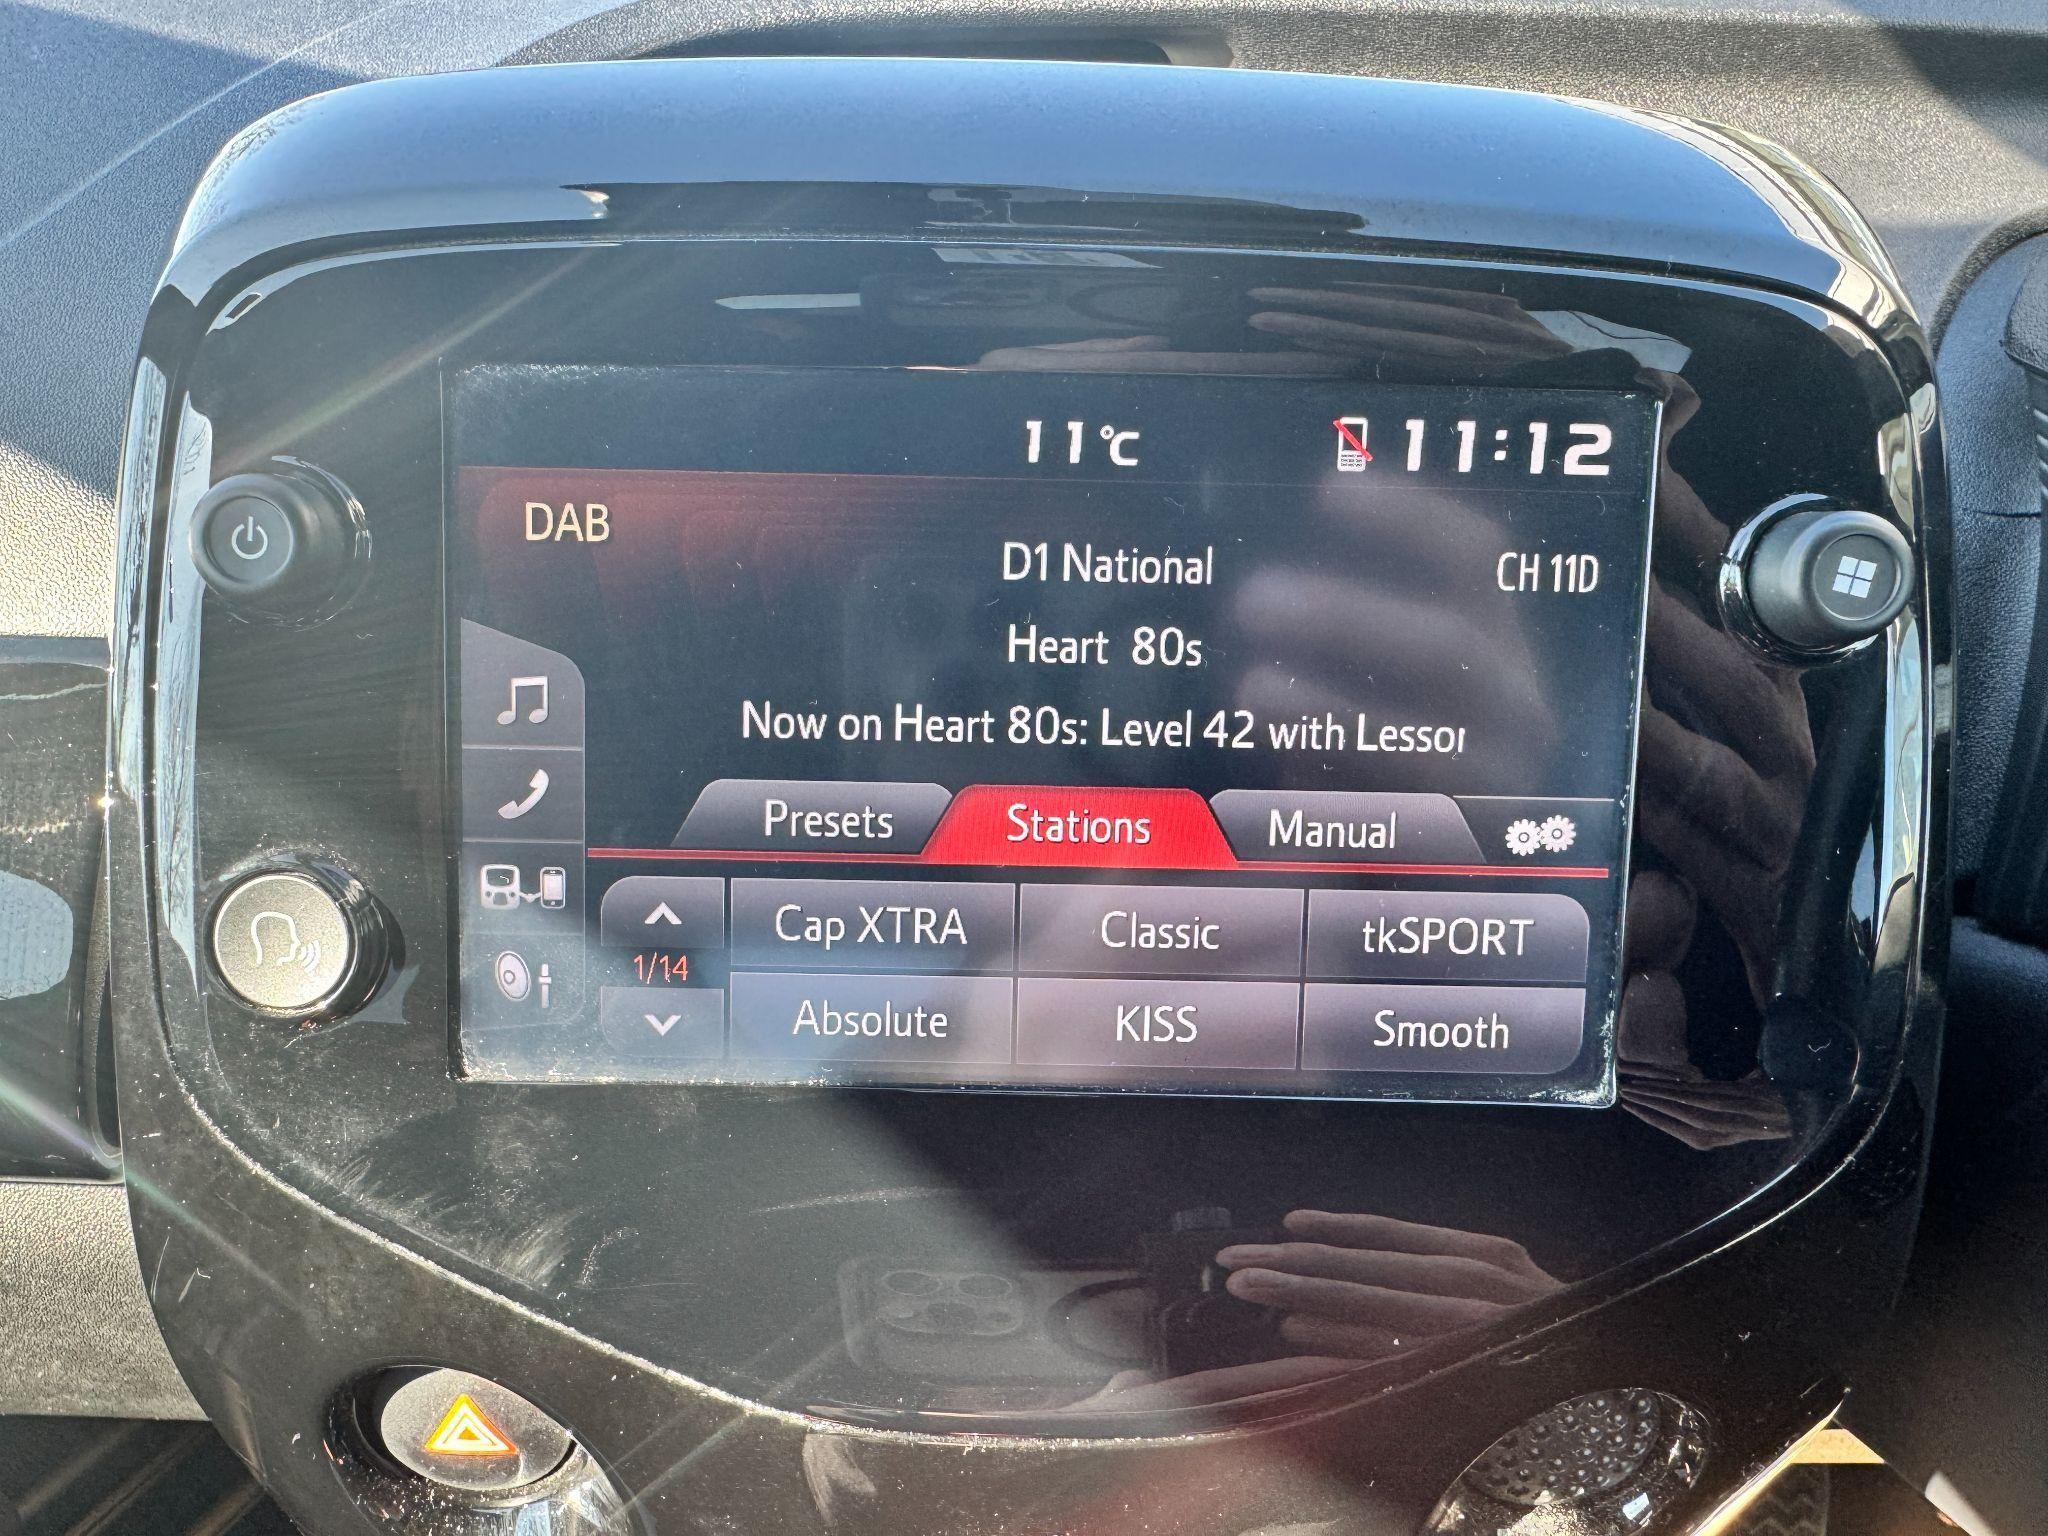 11°C 11:12
DAB
D1 National CH 11D
Heart 80s
Now on Heart 80s: Level 42 with Lessor
Presets Stations Manual
Cap XTRA Classic tkSPORT
1/14
Absolute KISS Smooth